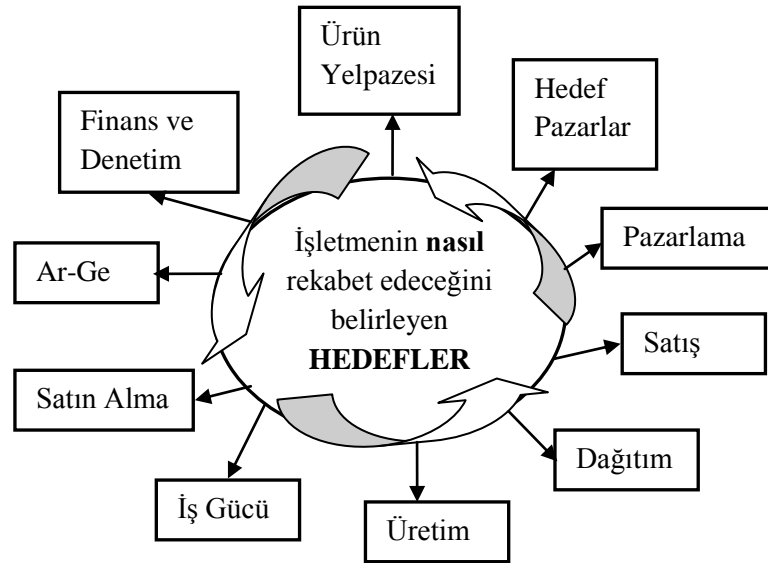 Ürün
Yelpazesi
Hedef
Pazarlar
Finans ve
Denetim
Pazarlama
İşletmenin nasıl
rekabet edeceğini
belirleyen
HEDEFLER
Ar-Ge
Satış
Satın Alma
Dağıtım
İş Gücü
Üretim